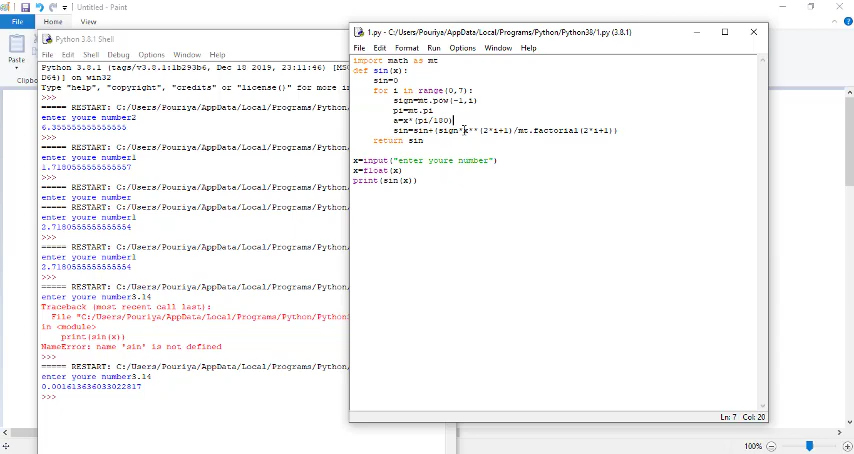 Untitled - Paint
File Home View
Paste
Clipbo
Python 3.8.1 Shell
File Edit Shell Debug Options Window Help
Python 3.8.1 (tags/v3.8.1:1b293b6, Dec 18 2019, 23:11:46) [MS
D64)] on win32
Type "help", "copyright", "credits" or "license()" for more i
>>>
===== RESTART: C:/Users/Pouriya/AppData/Local/Programs/Python,
enter youre number2
6.355555555555555
>>>
===== RESTART: C:/Users/Pouriya/AppData/Local/Programs/Python,
enter youre number1
1.7180555555555557
>>>
===== RESTART: C:/Users/Pouriya/AppData/Local/Programs/Python,
enter youre number
===== RESTART: C:/Users/Pouriya/AppData/Local/Programs/Python,
enter youre number1
2.7180555555555554
>>>
===== RESTART: C:/Users/Pouriya/AppData/Local/Programs/Python,
enter youre number1
2.7180555555555554
>>>
===== RESTART: C:/Users/Pouriya/AppData/Local/Programs/Python,
enter youre number3.14
Traceback (most recent call last):
File "C:/Users/Pouriya/AppData/Local/Programs/Python/Python3
in <module>
print(sin(x))
NameError: name 'sin' is not defined
>>>
===== RESTART: C:/Users/Pouriya/AppData/Local/Programs/Python,
enter youre number3.14
0.001613636033022817
>>>
1.py - C:/Users/Pouriya/AppData/Local/Programs/Python/Python38/1.py (3.8.1)
File Edit Format Run Options Window Help
import math as mt
def sin(x):
sin=0
for i in range(0,7):
sign=mt.pow(-1,i)
pi=mt.pi
a=x*(pi/180)
sin=sin+(sign*x**(2*i+1)/mt.factorial(2*i+1))
return sin
x=input("enter youre number")
x=float(x)
print(sin(x))
Ln: 7 Col: 20
100%